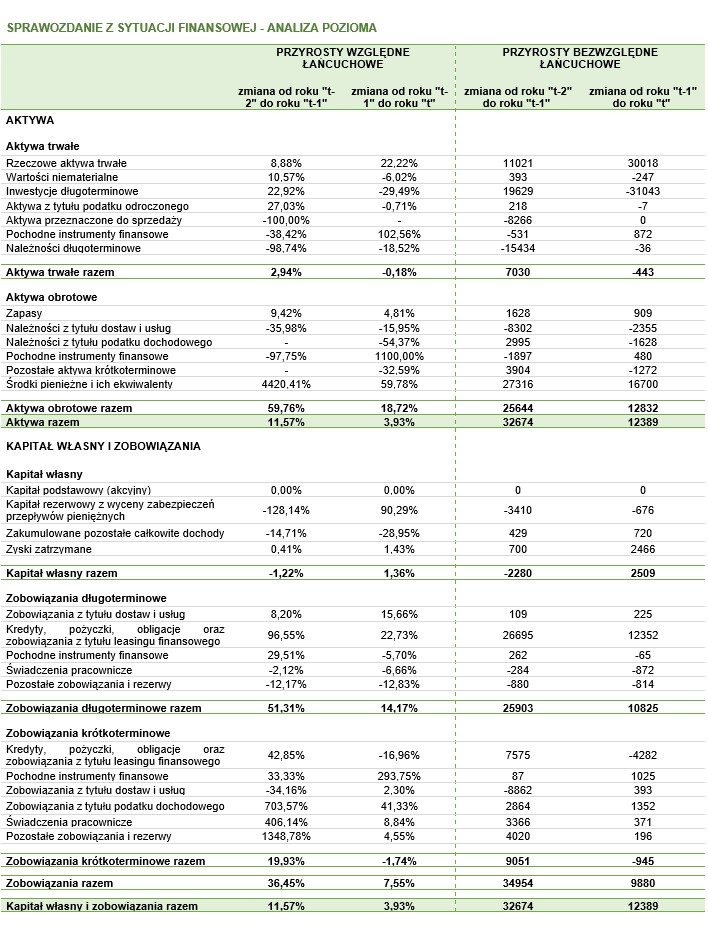 SPRAWOZDANIE Z SYTUACJI FINANSOWEJ - ANALIZA POZIOMA
PRZYROSTY WZGLĘDNE ŁAŃCUCHOWE PRZYROSTY BEZWZGLĘDNE ŁAŃCUCHOWE
zmiana od roku "t-2" do roku "t-1" zmiana od roku "t-1" do roku "t" zmiana od roku "t-2" do roku "t-1" zmiana od roku "t-1" do roku "t"
AKTYWA
Aktywa trwałe
Rzeczowe aktywa trwałe 8,88% 22,22% 11021 30018
Wartości niematerialne 10,57% -6,02% 393 -247
Inwestycje długoterminowe 22,92% -29,49% 19629 -31043
Aktywa z tytułu podatku odroczonego 27,03% -0,71% 218 -7
Aktywa przeznaczone do sprzedaży -100,00% - -8266 0
Pochodne instrumenty finansowe -38,42% 102,56% -531 872
Należności długoterminowe -98,74% -18,52% -15434 -36
Aktywa trwałe razem 2,94% -0,18% 7030 -443
Aktywa obrotowe
Zapasy 9,42% 4,81% 1628 909
Należności z tytułu dostaw i usług -35,98% -15,95% -8302 -2355
Należności z tytułu podatku dochodowego - -54,37% 2995 -1628
Pochodne instrumenty finansowe -97,75% 1100,00% -1897 480
Pozostałe aktywa krótkoterminowe - -32,59% 3904 -1272
Środki pieniężne i ich ekwiwalenty 4420,41% 59,78% 27316 16700
Aktywa obrotowe razem 59,76% 18,72% 25644 12832
Aktywa razem 11,57% 3,93% 32674 12389
KAPITAŁ WŁASNY I ZOBOWIĄZANIA
Kapitał własny
Kapitał podstawowy (akcyjny) 0,00% 0,00% 0 0
Kapitał rezerwowy z wyceny zabezpieczeń
przepływów pieniężnych -128,14% 90,29% -3410 -676
Zakumulowane pozostałe całkowite dochody -14,71% -28,95% 429 720
Zyski zatrzymane 0,41% 1,43% 700 2466
Kapitał własny razem -1,22% 1,36% -2280 2509
Zobowiązania długoterminowe
Zobowiązania z tytułu dostaw i usług 8,20% 15,66% 109 225
Kredyty, pożyczki, obligacje oraz
zobowiązania z tytułu leasingu finansowego 96,55% 22,73% 26695 12352
Pochodne instrumenty finansowe 29,51% -5,70% 262 -65
Świadczenia pracownicze -2,12% -6,66% -284 -872
Pozostałe zobowiązania i rezerwy -12,17% -12,83% -880 -814
Zobowiązania długoterminowe razem 51,31% 14,17% 25903 10825
Zobowiązania krótkoterminowe
Kredyty, pożyczki, obligacje oraz
zobowiązania z tytułu leasingu finansowego 42,85% -16,96% 7575 -4282
Pochodne instrumenty finansowe 33,33% 293,75% 87 1025
Zobowiązania z tytułu dostaw i usług -34,16% 2,30% -8862 393
Zobowiązania z tytułu podatku dochodowego 703,57% 41,33% 2864 1352
Świadczenia pracownicze 406,14% 8,84% 3366 371
Pozostałe zobowiązania i rezerwy 1348,78% 4,55% 4020 196
Zobowiązania krótkoterminowe razem 19,93% -1,74% 9051 -945
Zobowiązania razem 36,45% 7,55% 34954 9880
Kapitał własny i zobowiązania razem 11,57% 3,93% 32674 12389